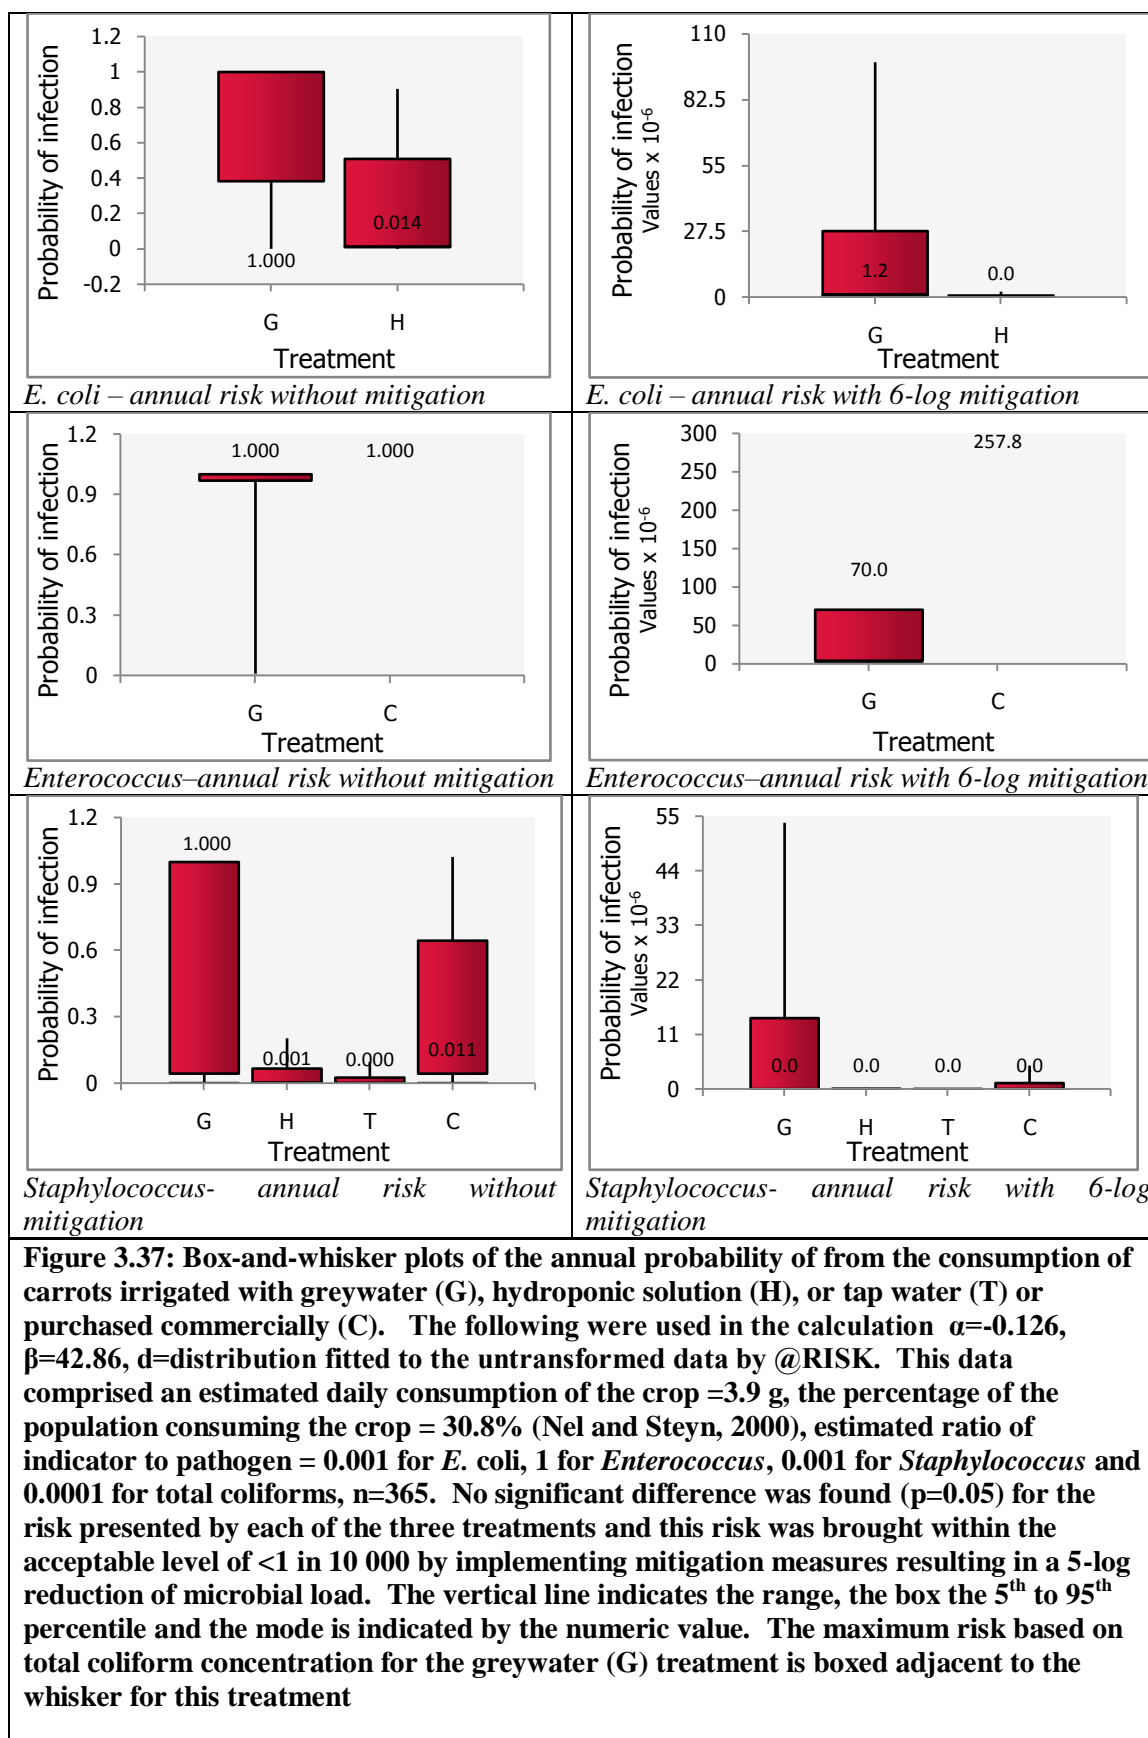 1.2
1
0.8
0.6
0.4
0.2
0
-0.2
Probability of infection
1.000
0.014
G H
Treatment
E. coli – annual risk without mitigation
110
82.5
55
27.5
0
Probability of infection
Values x 10-6
1.2
0.0
G H
Treatment
E. coli – annual risk with 6-log mitigation
1.2
0.9
0.6
0.3
0
Probability of infection
1.000 1.000
G C
Treatment
Enterococcus–annual risk without mitigation
300
250
200
150
100
50
0
Probability of infection
Values x 10-6
257.8
70.0
G C
Treatment
Enterococcus–annual risk with 6-log mitigation
1.2
0.9
0.6
0.3
0
Probability of infection
1.000
0.001 0.000 0.011
G H T C
Treatment
Staphylococcus- annual risk without
mitigation
55
44
33
22
11
0
Probability of infection
Values x 10-6
0.0 0.0 0.0 0.0
G H T C
Treatment
Staphylococcus- annual risk with 6-log
mitigation
Figure 3.37: Box-and-whisker plots of the annual probability of from the consumption of
carrots irrigated with greywater (G), hydroponic solution (H), or tap water (T) or
purchased commercially (C). The following were used in the calculation α=-0.126,
β=42.86, d=distribution fitted to the untransformed data by @RISK. This data
comprised an estimated daily consumption of the crop =3.9 g, the percentage of the
population consuming the crop = 30.8% (Nel and Steyn, 2000), estimated ratio of
indicator to pathogen = 0.001 for E. coli, 1 for Enterococcus, 0.001 for Staphylococcus and
0.0001 for total coliforms, n=365. No significant difference was found (p=0.05) for the
risk presented by each of the three treatments and this risk was brought within the
acceptable level of <1 in 10 000 by implementing mitigation measures resulting in a 5-log
reduction of microbial load. The vertical line indicates the range, the box the 5th to 95th
percentile and the mode is indicated by the numeric value. The maximum risk based on
total coliform concentration for the greywater (G) treatment is boxed adjacent to the
whisker for this treatment